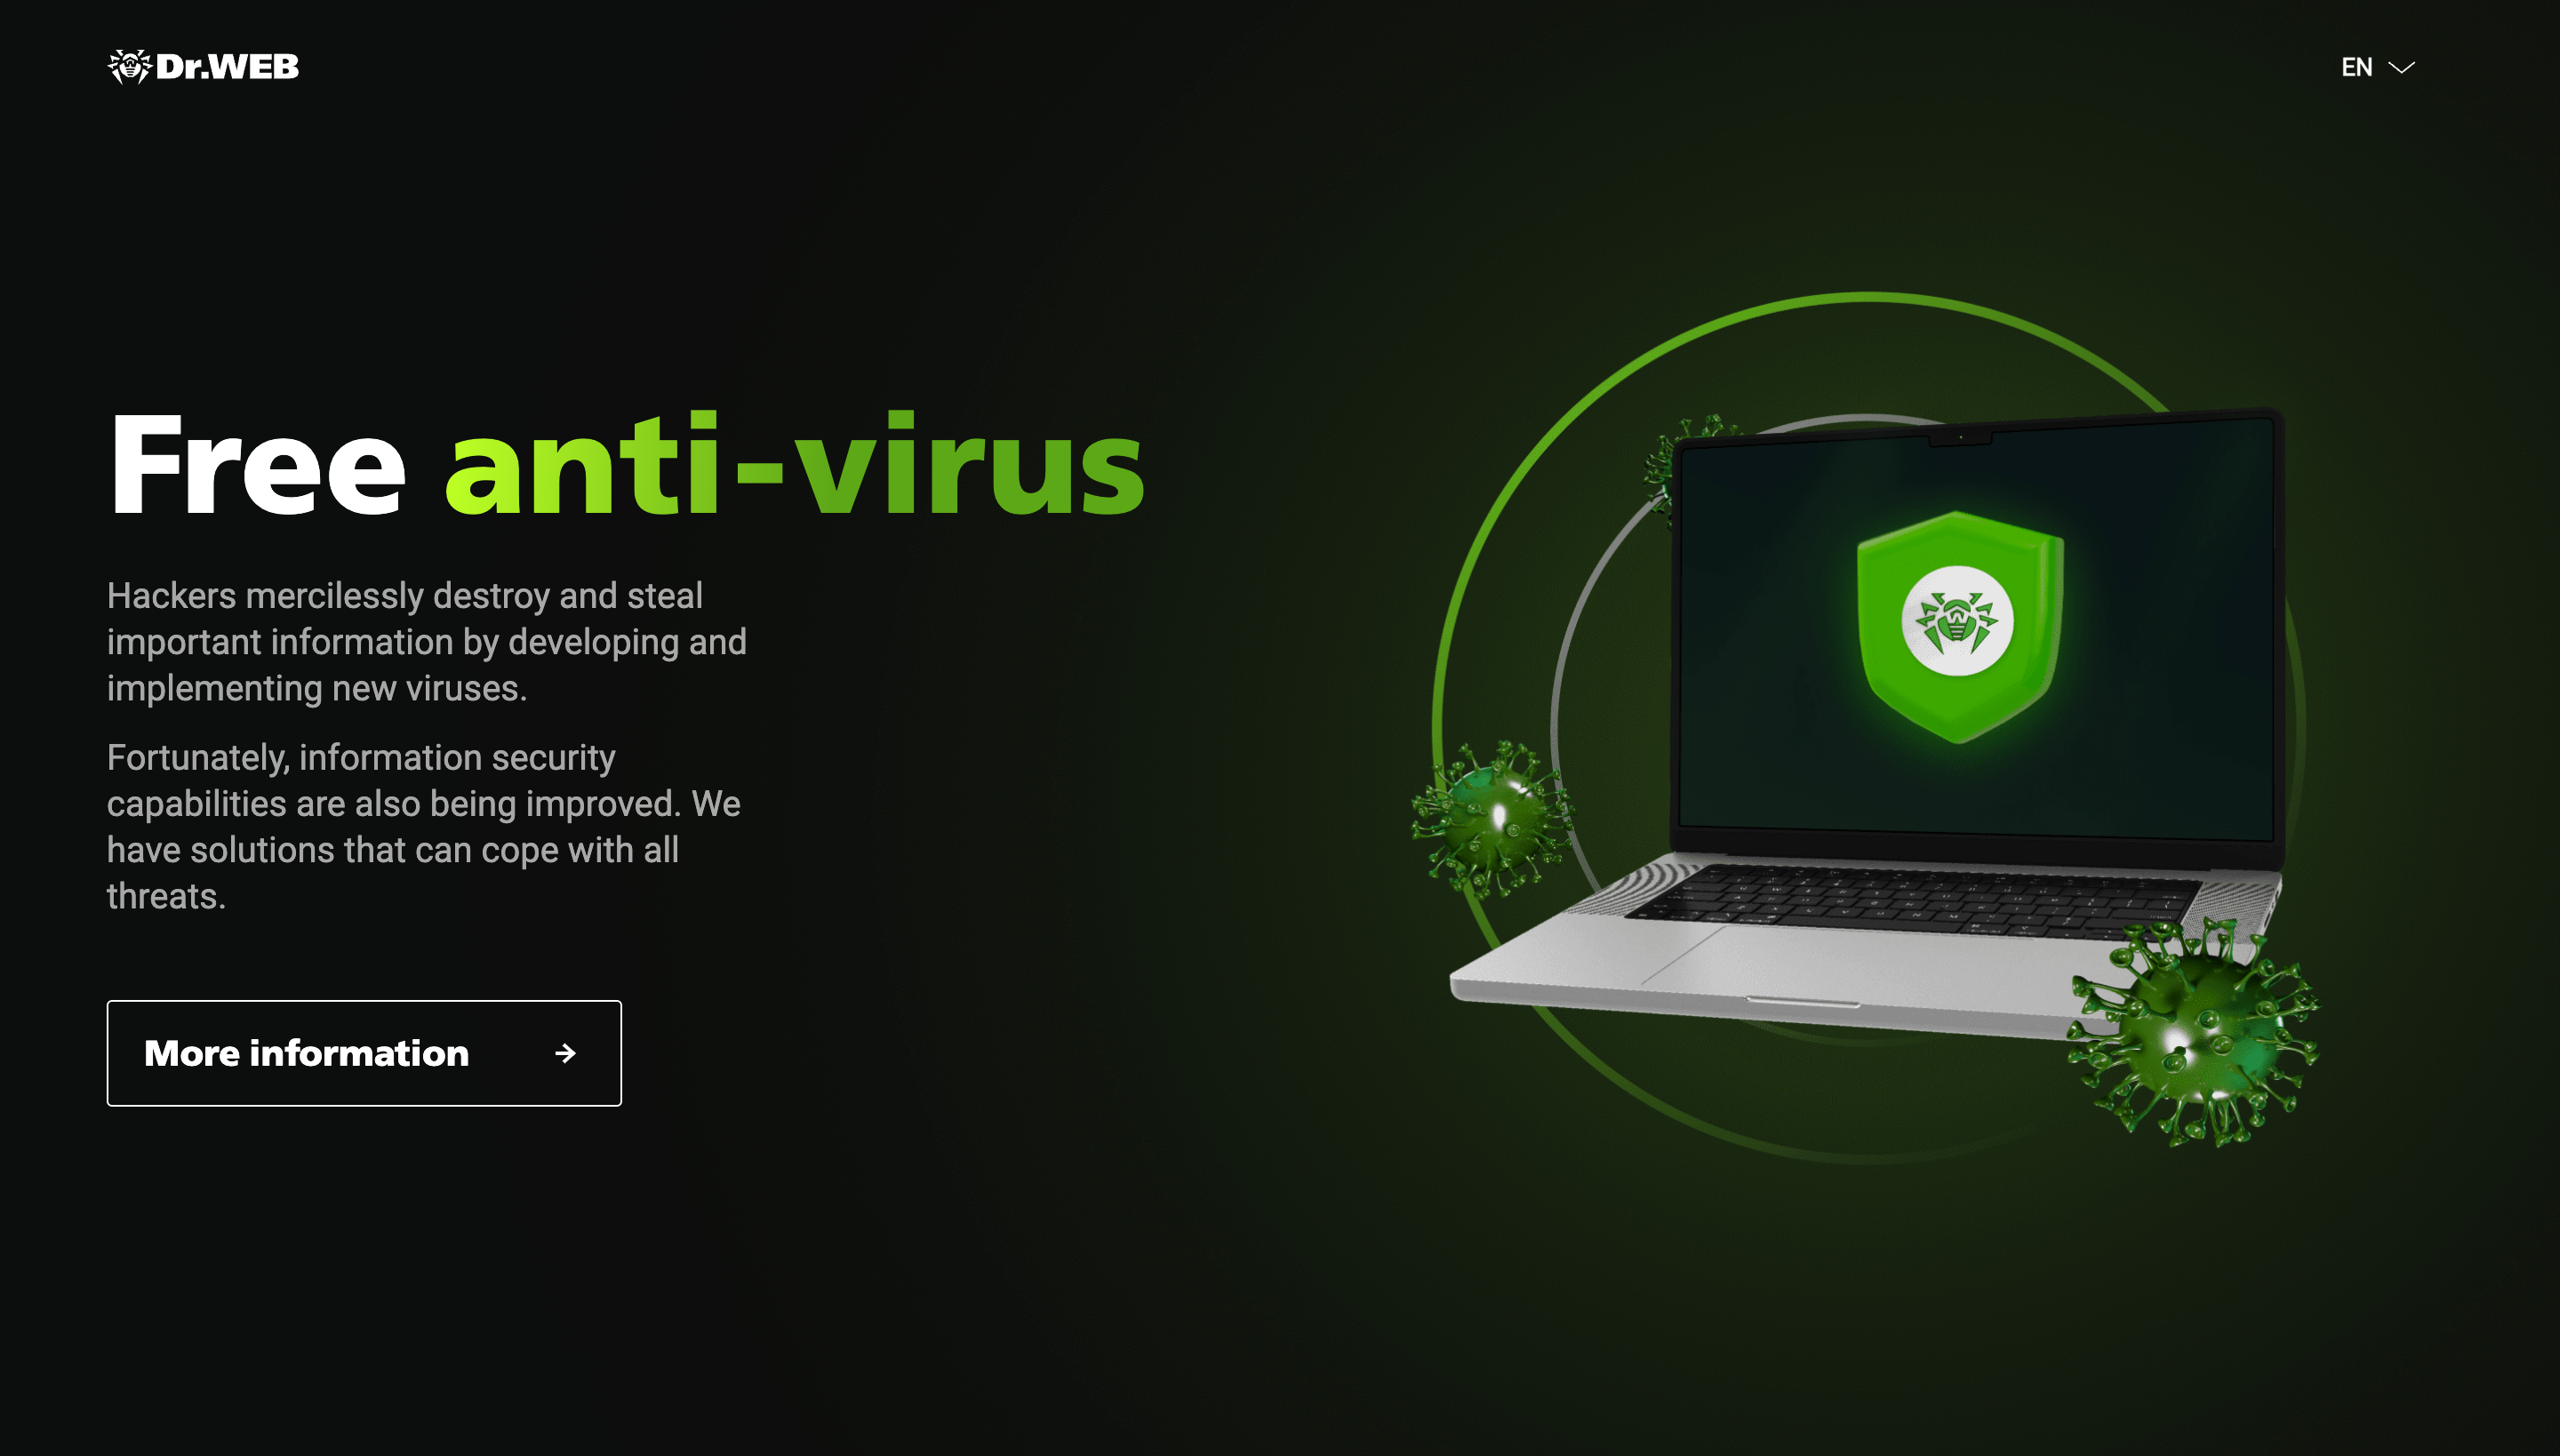 Dr.WEB
EN
Free anti-virus
Hackers mercilessly destroy and steal
important information by developing and
implementing new viruses.
Fortunately, information security
capabilities are also being improved. We
have solutions that can cope with all
threats.
More information